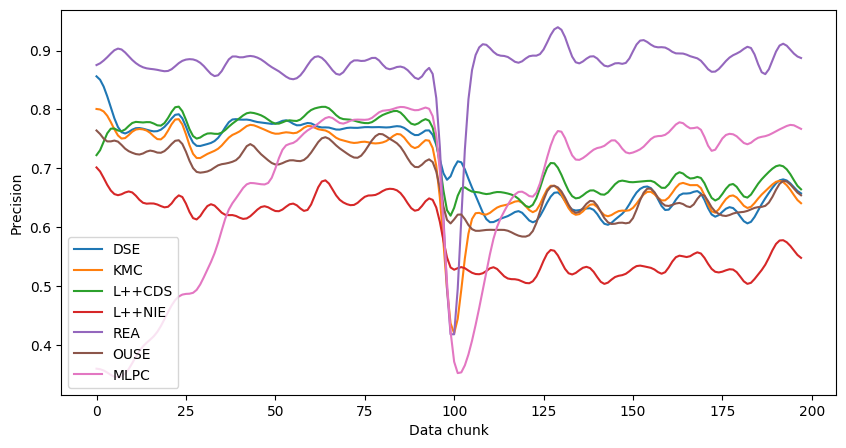 0.9
0.8
0.7
0.6
0.5
0.4
Precision
DSE
KMC
L++CDS
L++NIE
REA
OUSE
MLPC
0 25 50 75 100 125 150 175 200
Data chunk